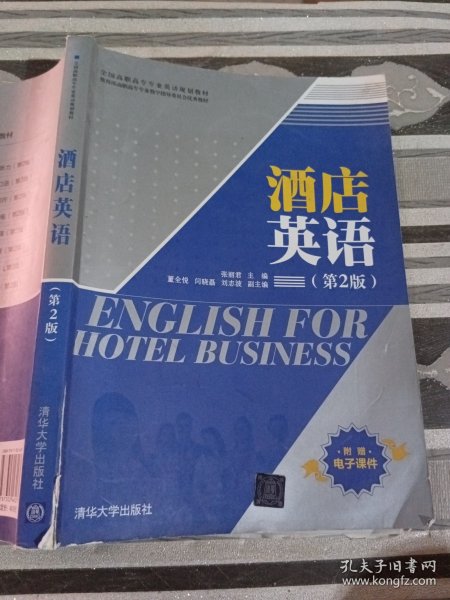 全国高职高专专业英语规划教材
酒店
英语
(第2版)
张丽君 主编
董全悦 闫晓磊 刘志波 副主编
ENGLISH FOR
HOTEL BUSINESS
附赠
电子课件
清华大学出版社
酒店英语
(第2版)
清华大学出版社
孔夫子旧书网
www.kongfz.com